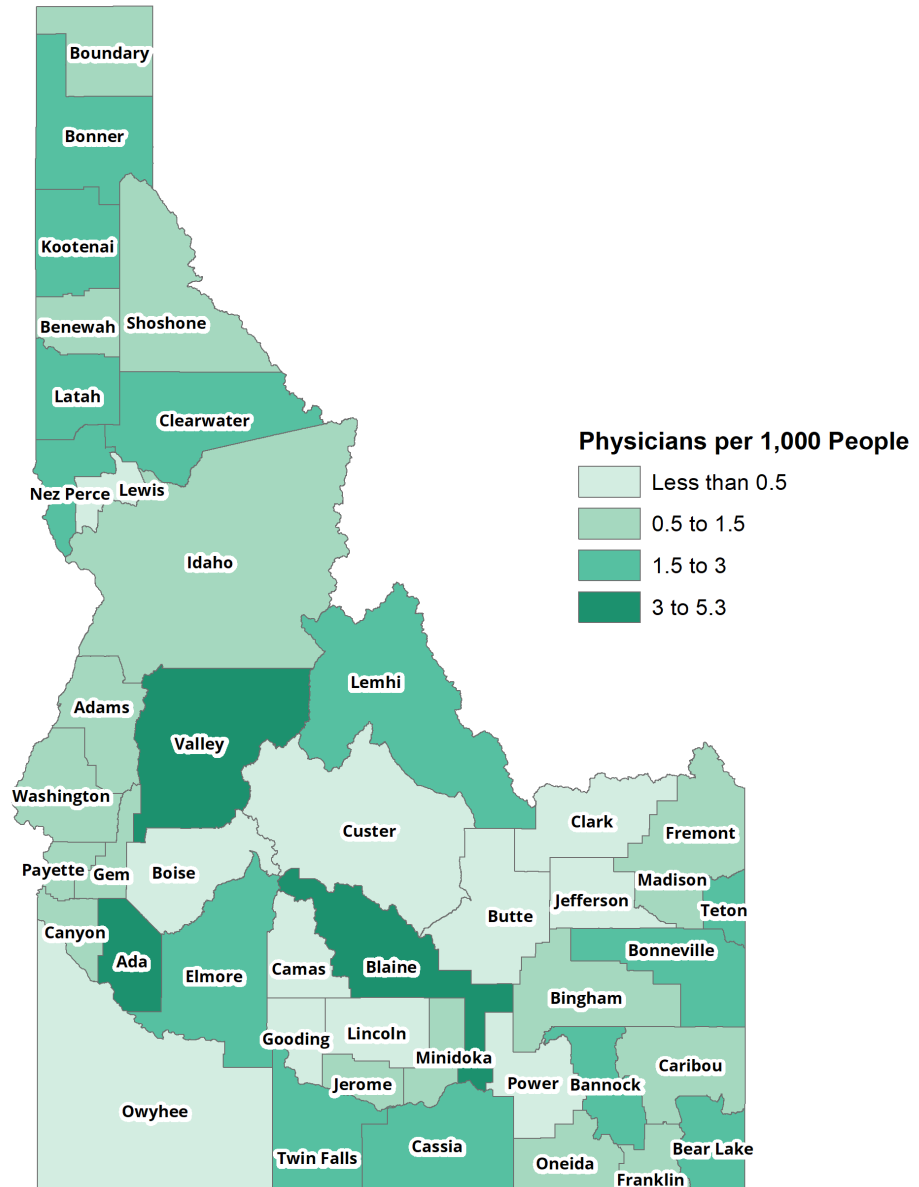 Boundary
Bonner
Kootenai
Benewah
Shoshone
Latah
Clearwater
Physicians per 1,000 People
Less than 0.5
0.5 to 1.5
1.5 to 3
3 to 5.3
Nez Perce
Lewis
Idaho
Lemhi
Adams
Valley
Washington
Custer
Clark
Fremont
Payette
Gem
Boise
Madison
Jefferson
Teton
Butte
Canyon
Ada
Elmore
Camas
Blaine
Bonneville
Bingham
Gooding
Lincoln
Minidoka
Jerome
Power
Bannock
Caribou
Owyhee
Twin Falls
Cassia
Oneida
Bear Lake
Franklin